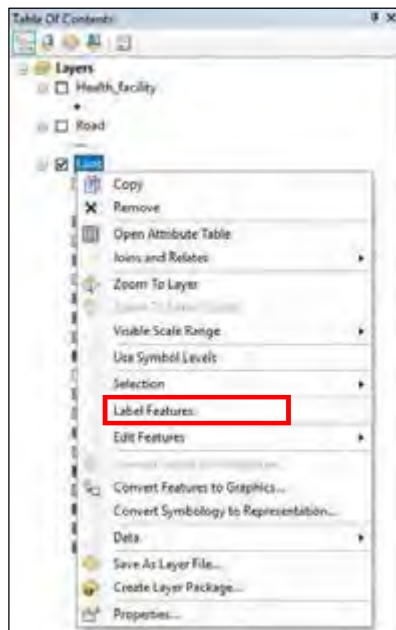 Table Of Contents
Layers
Health_facility
Road
Copy
Remove
Open Attribute Table
Joins and Relates
Zoom To Layer
Visible Scale Range
Use Symbol Levels
Selection
Label Features
Edit Features
Convert Features to Graphics...
Convert Symbology to Representation...
Data
Save As Layer File...
Create Layer Package...
Properties...